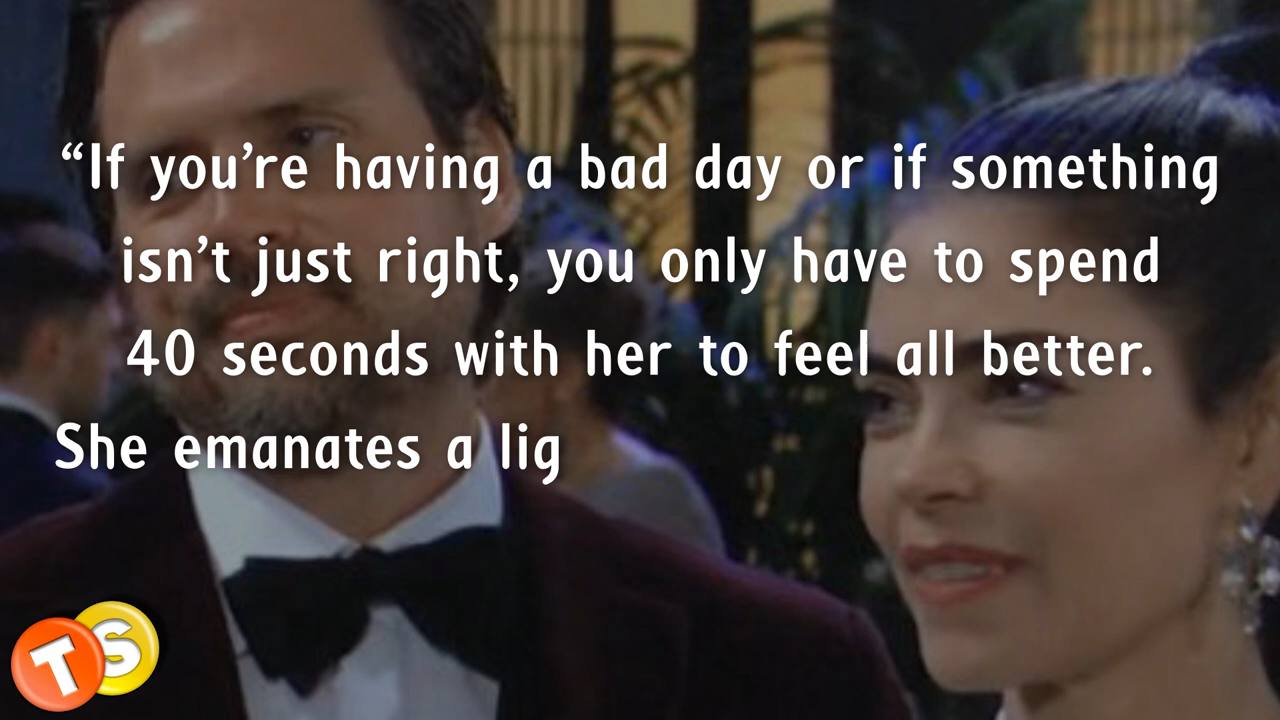 “If you’re having a bad day or if something
isn’t just right, you only have to spend
40 seconds with her to feel all better.
She emanates a lig
TS